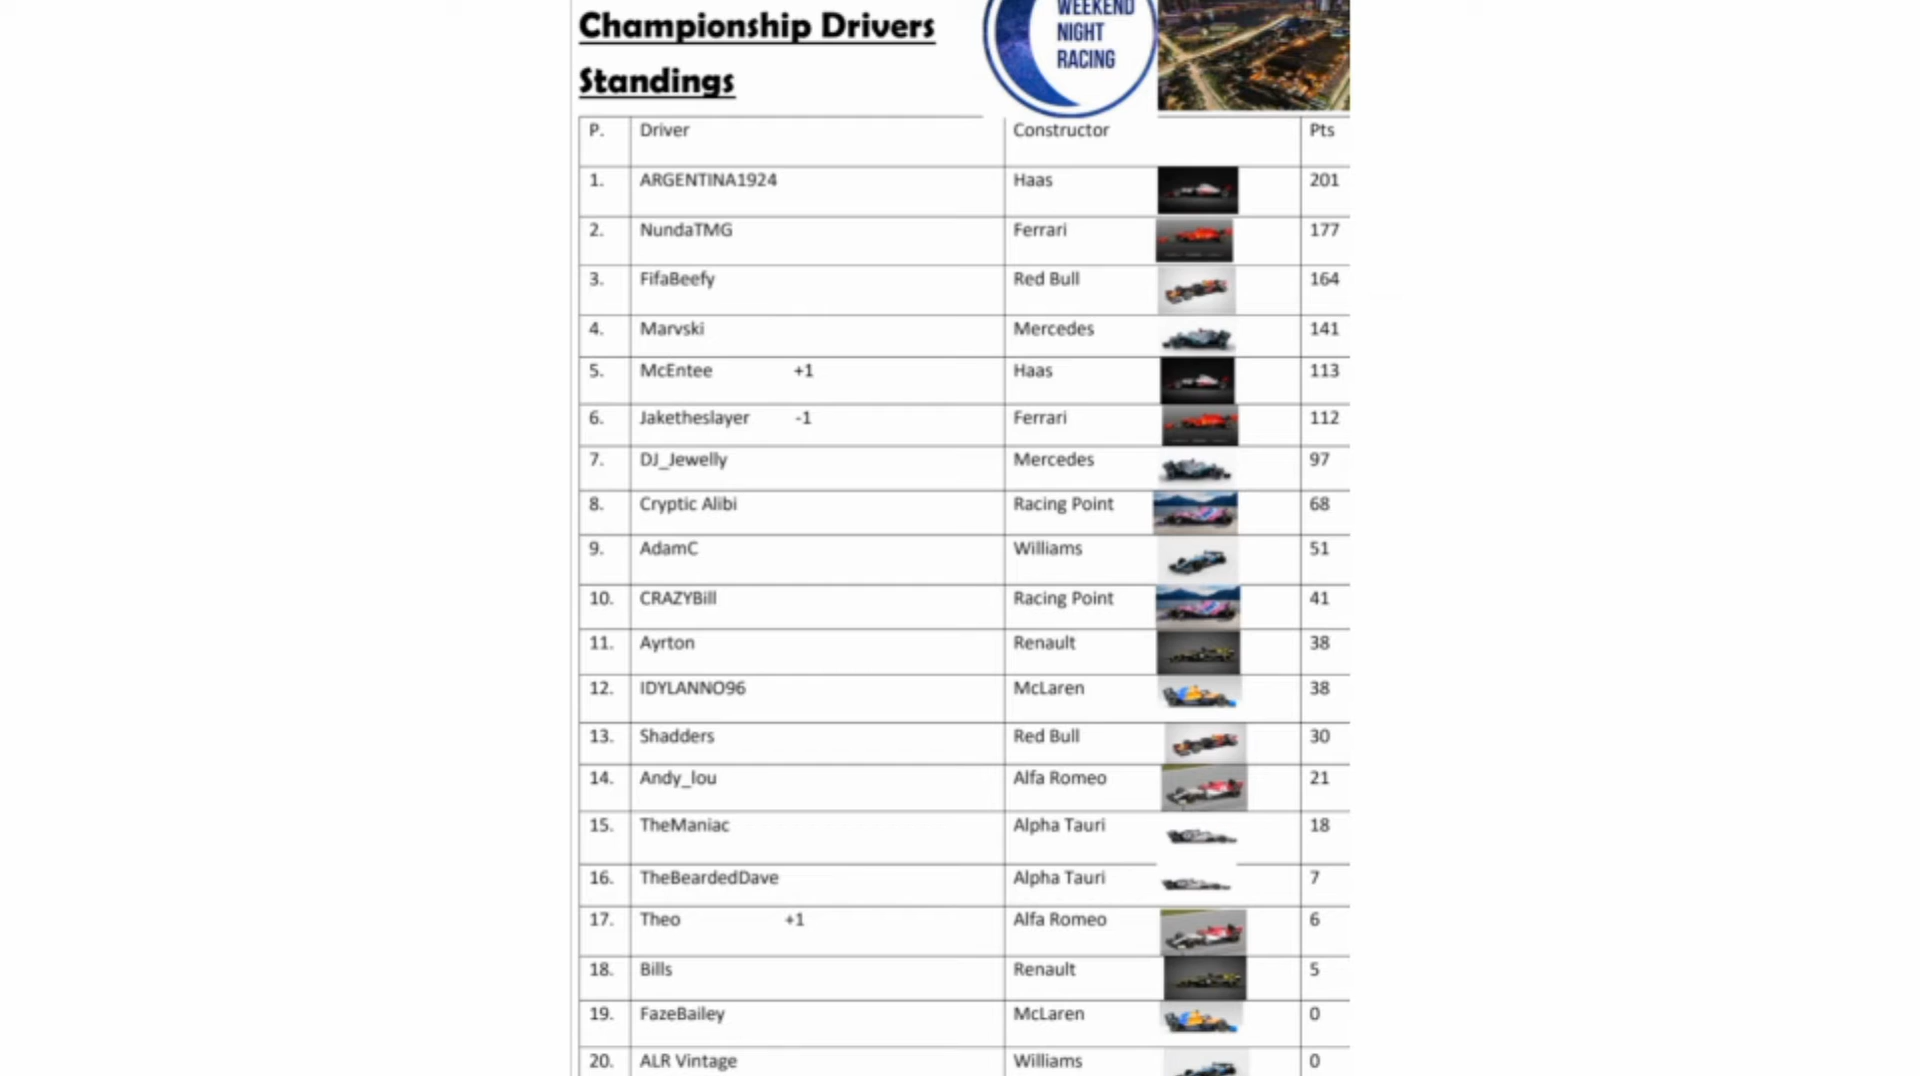 Championship Drivers
Standings
WEEKEND
NIGHT
RACING
P. Driver Constructor Pts
1. ARGENTINA1924 Haas 201
2. NundaTMG Ferrari 177
3. FifaBeefy Red Bull 164
4. Marvski Mercedes 141
5. McEntee +1 Haas 113
6. Jaketheslayer -1 Ferrari 112
7. DJ_Jewelly Mercedes 97
8. Cryptic Alibi Racing Point 68
9. AdamC Williams 51
10. CRAZYBill Racing Point 41
11. Ayrton Renault 38
12. IDYLANNO96 McLaren 38
13. Shadders Red Bull 30
14. Andy_lou Alfa Romeo 21
15. TheManiac Alpha Tauri 18
16. TheBeardedDave Alpha Tauri 7
17. Theo +1 Alfa Romeo 6
18. Bills Renault 5
19. FazeBailey McLaren 0
20. ALR Vintage Williams 0